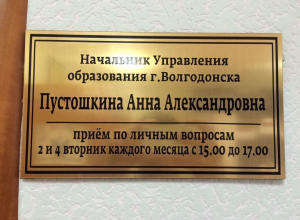 Начальник Управления
образования г.Волгодонска
Пустошкина Анна Александровна
приём по личным вопросам
2 и 4 вторник каждого месяца с 15.00 до 17.00